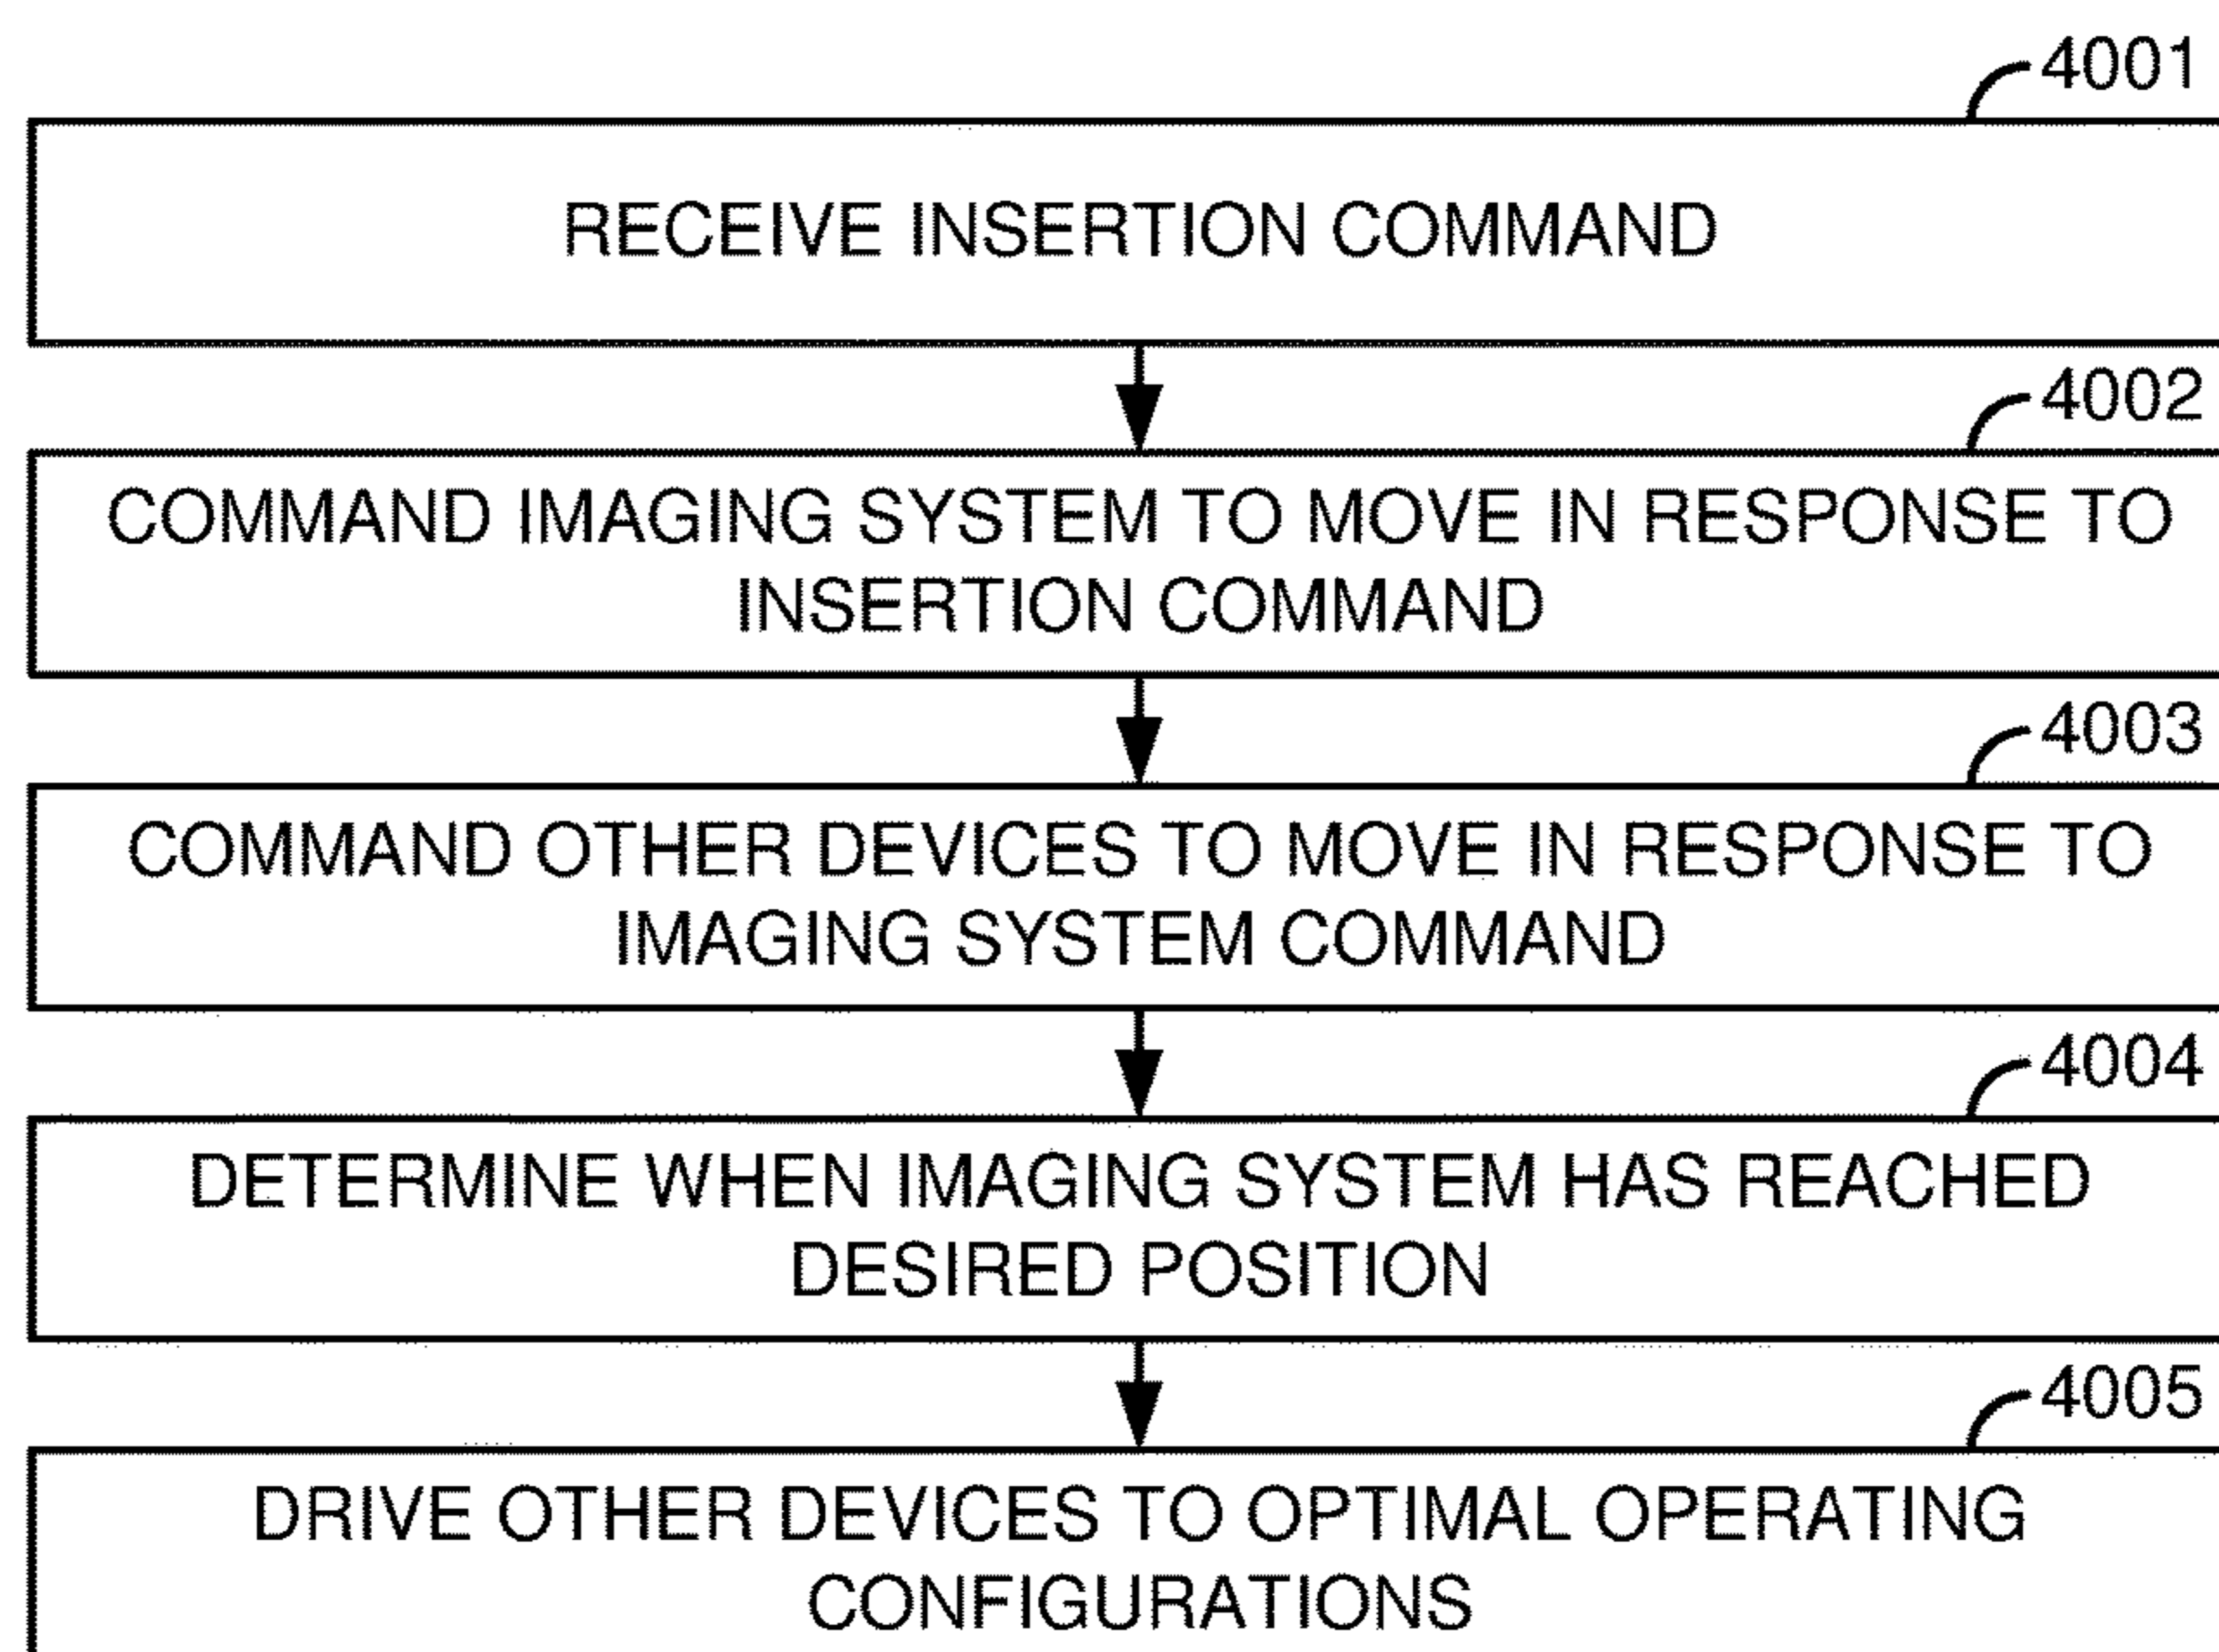 4001
RECEIVE INSERTION COMMAND
4002
COMMAND IMAGING SYSTEM TO MOVE IN RESPONSE TO
INSERTION COMMAND
4003
COMMAND OTHER DEVICES TO MOVE IN RESPONSE TO
IMAGING SYSTEM COMMAND
4004
DETERMINE WHEN IMAGING SYSTEM HAS REACHED
DESIRED POSITION
4005
DRIVE OTHER DEVICES TO OPTIMAL OPERATING
CONFIGURATIONS